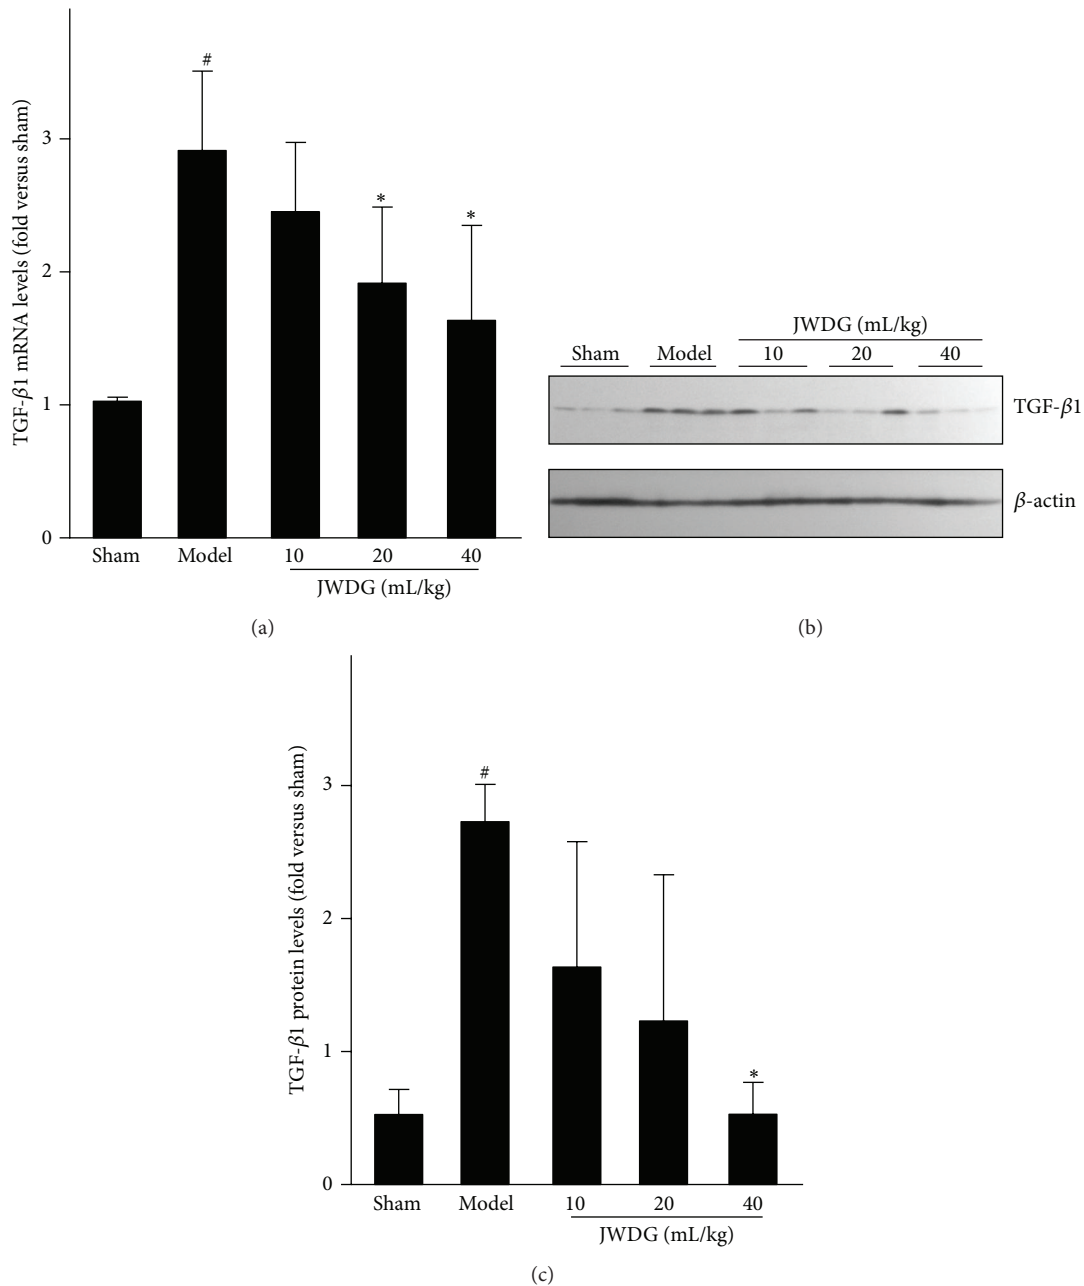 TGF-β1 mRNA levels (fold versus sham)
3
2
1
0
#
*
*
Sham Model 10 20 40
JWDG (mL/kg)
(a)
JWDG (mL/kg)
Sham Model 10 20 40
TGF-β1
β-actin
(b)
TGF-β1 protein levels (fold versus sham)
3
2
1
0
#
*
Sham Model 10 20 40
JWDG (mL/kg)
(c)